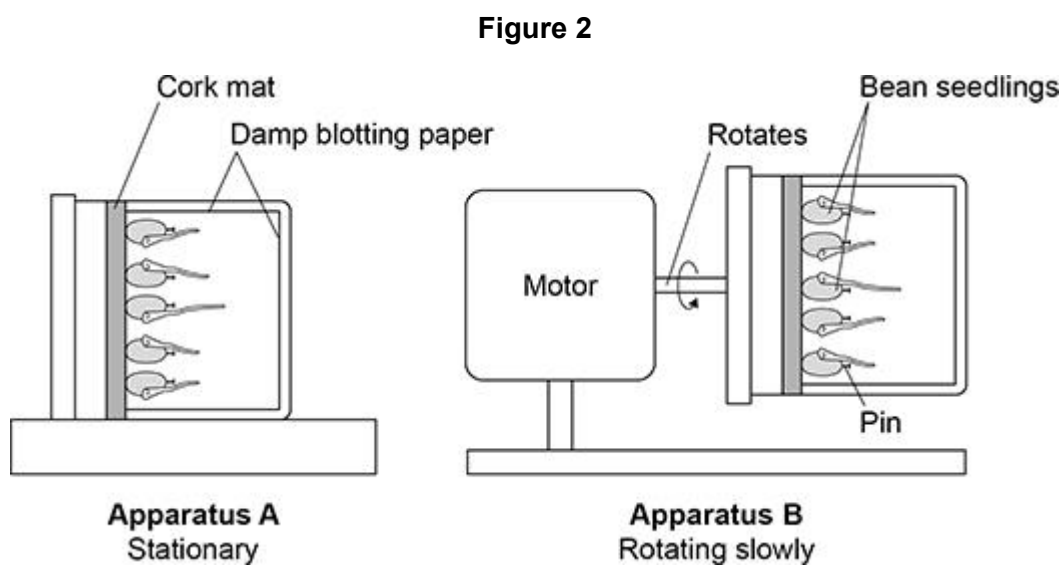 Figure 2
Cork mat
Damp blotting paper
Bean seedlings
Rotates
Motor
Pin
Apparatus A
Stationary
Apparatus B
Rotating slowly